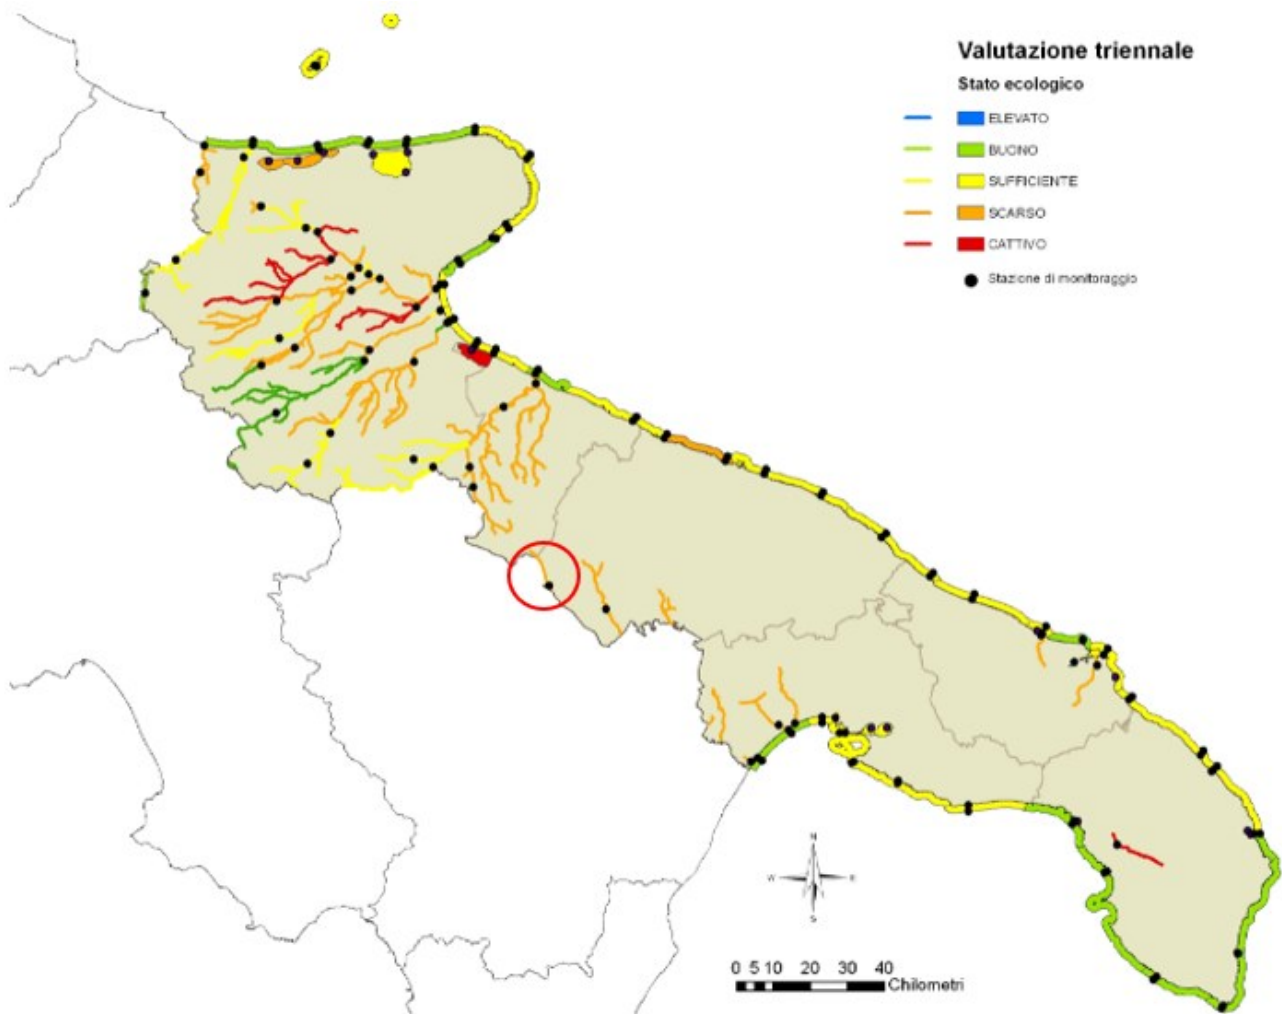 Valutazione triennale
Stato ecologico
ELEVATO
BUONO
SUFFICIENTE
SCARSO
CATTIVO
Stazione di monitoraggio
N
W E
S
0 5 10 20 30 40
Chilometri